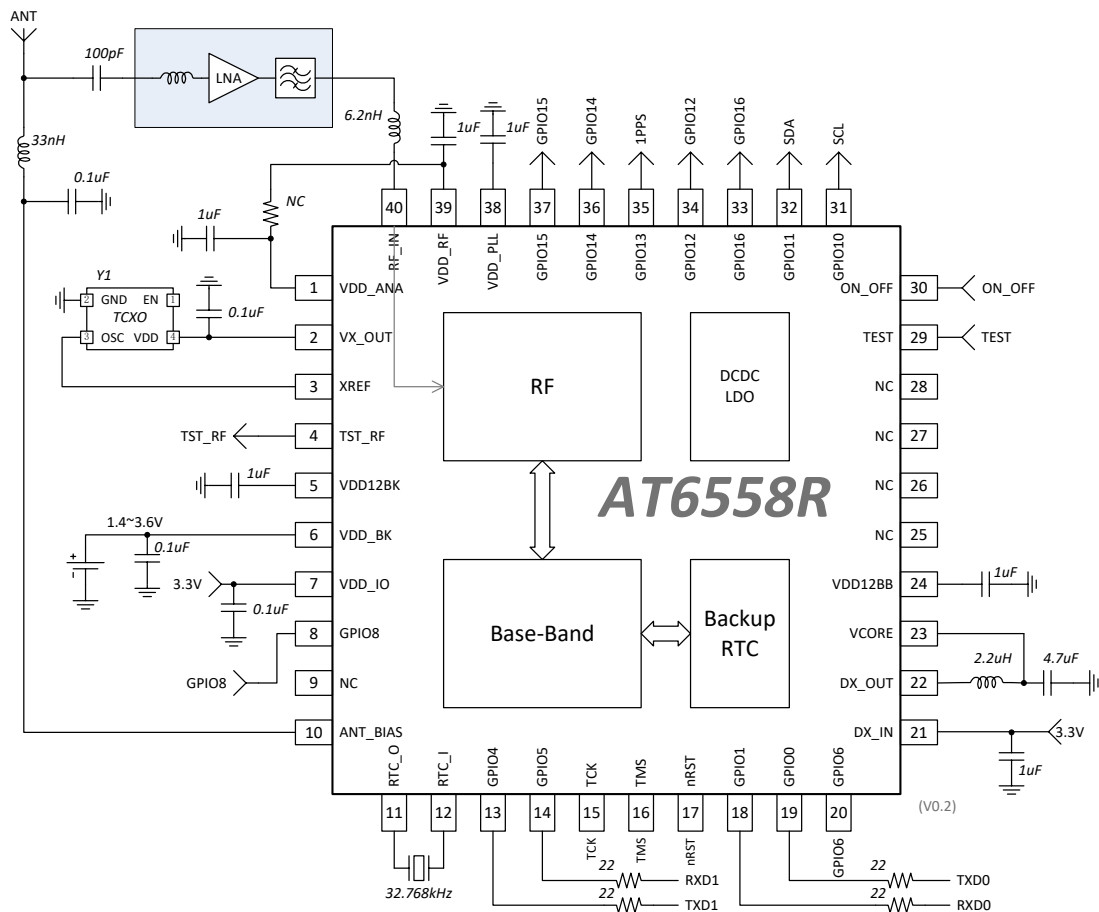 ANT
100pF
LNA
33nH
0.1uF
6.2nH
1uF
1uF
GPIO15
GPIO14
1PPS
GPIO12
GPIO16
SDA
SCL
NC
1uF
40
39
38
37
36
35
34
33
32
31
RF_IN
VDD_RF
VDD_PLL
GPIO15
GPIO14
GPIO13
GPIO12
GPIO16
GPIO11
GPIO10
Y1
2 GND EN 1
TCXO
3 OSC VDD 4
0.1uF
1 VDD_ANA
2 VX_OUT
3 XREF
TST_RF 4 TST_RF
1uF
5 VDD12BK
1.4~3.6V
+
-
0.1uF
6 VDD_BK
3.3V
0.1uF
7 VDD_IO
8 GPIO8
GPIO8
9 NC
10 ANT_BIAS
RF
DCDC
LDO
AT6558R
Base-Band
Backup
RTC
ON_OFF 30 ON_OFF
TEST 29 TEST
NC 28
NC 27
NC 26
NC 25
VDD12BB 24
1uF
VCORE 23
2.2uH
4.7uF
DX_OUT 22
DX_IN 21
3.3V
1uF
RTC_O
RTC_I
GPIO4
GPIO5
TCK
TMS
nRST
GPIO1
GPIO0
GPIO6
11
12
13
14
15
16
17
18
19
20
(V0.2)
TCK
TMS
nRST
GPIO6
32.768kHz
22
RXD1
22
TXD1
22
TXD0
22
RXD0